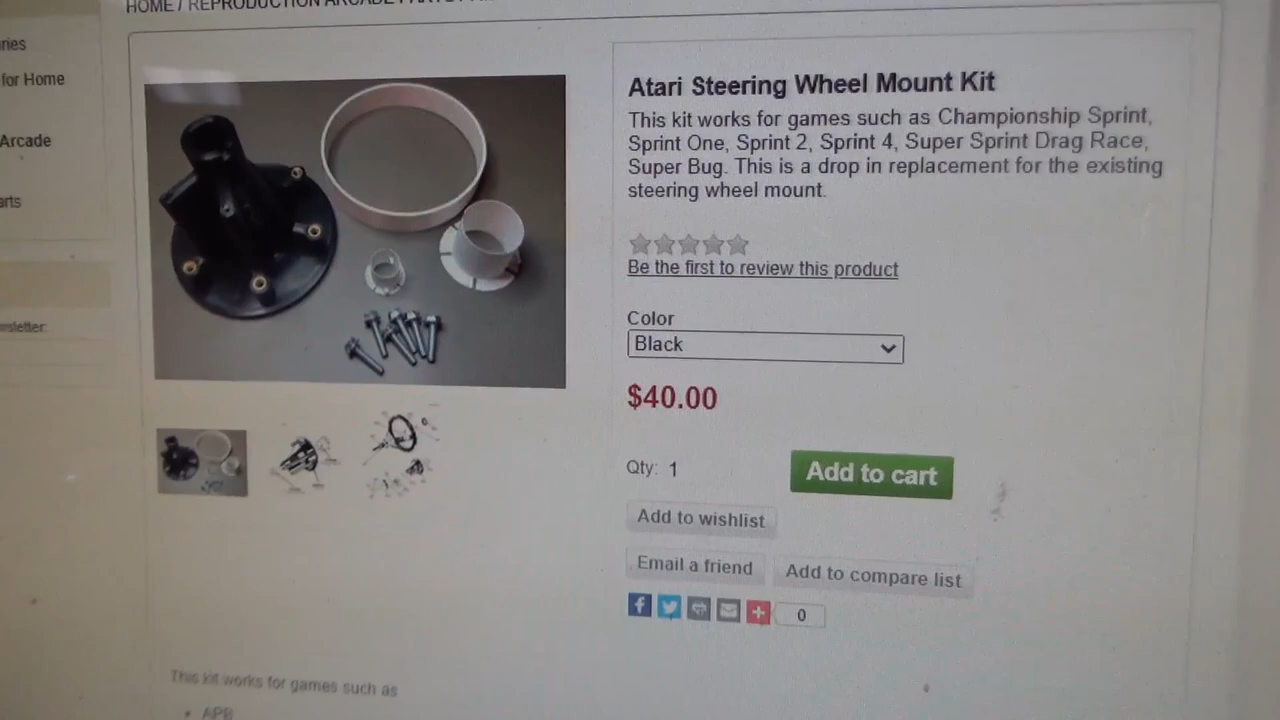 HOME / REPRODUCTION ARCADE
ries
for Home
Arcade
arts
wsletter:
Atari Steering Wheel Mount Kit
This kit works for games such as Championship Sprint,
Sprint One, Sprint 2, Sprint 4, Super Sprint Drag Race,
Super Bug. This is a drop in replacement for the existing
steering wheel mount.
Be the first to review this product
Color
Black
$40.00
Qty: 1
Add to cart
Add to wishlist
Email a friend
Add to compare list
0
This kit works for games such as
• APB